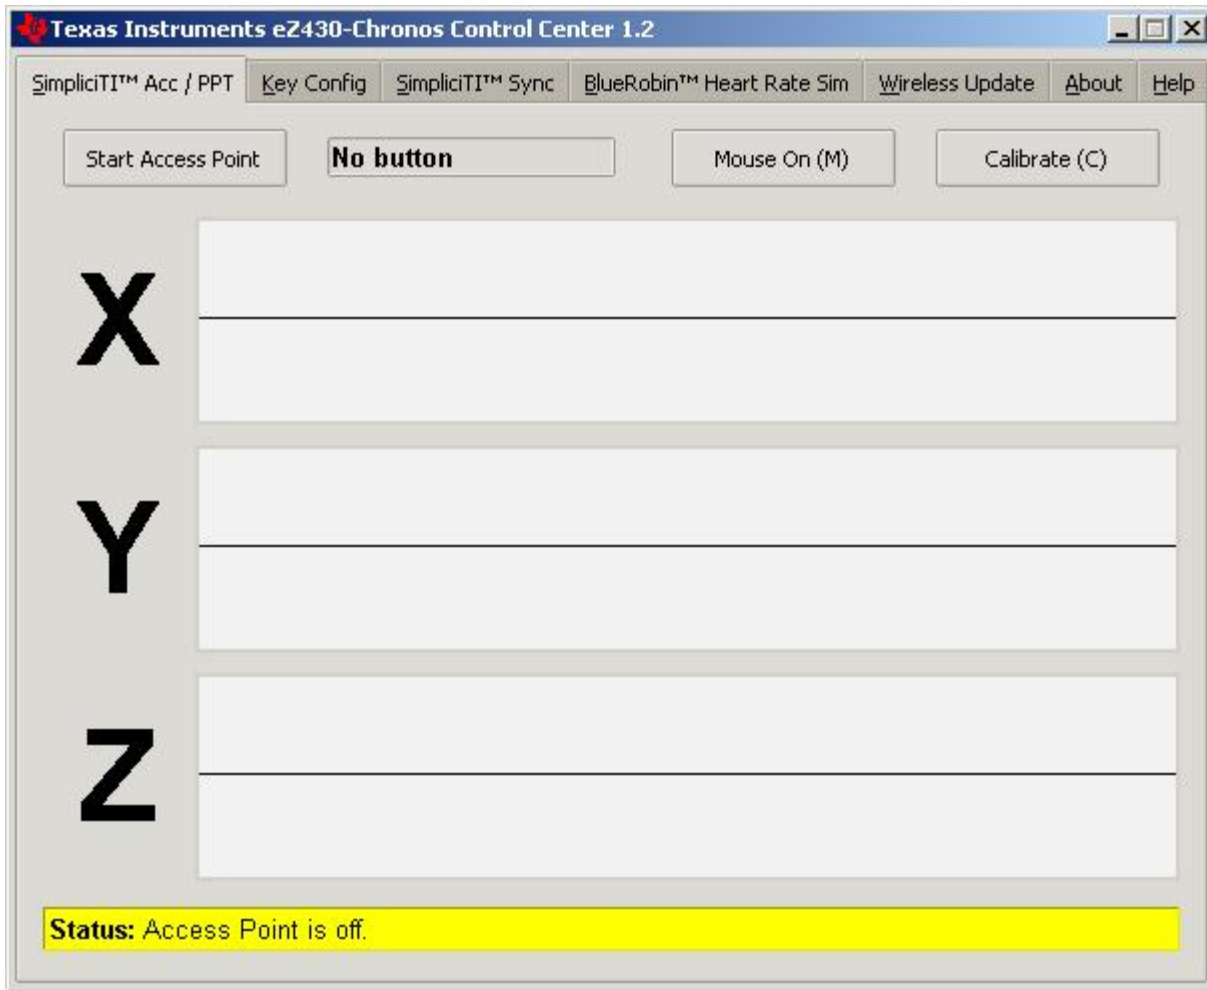 Texas Instruments eZ430-Chronos Control Center 1.2
SimpliciTI™ Acc / PPT Key Config SimpliciTI™ Sync BlueRobin™ Heart Rate Sim Wireless Update About Help
Start Access Point No button Mouse On (M) Calibrate (C)
X
Y
Z
Status: Access Point is off.